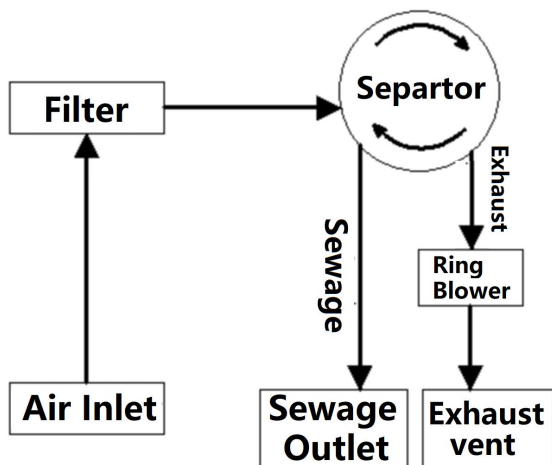 Separtor
Filter
Exhaust
Sewage
Ring
Blower
Air Inlet
Sewage
Outlet
Exhaust
vent